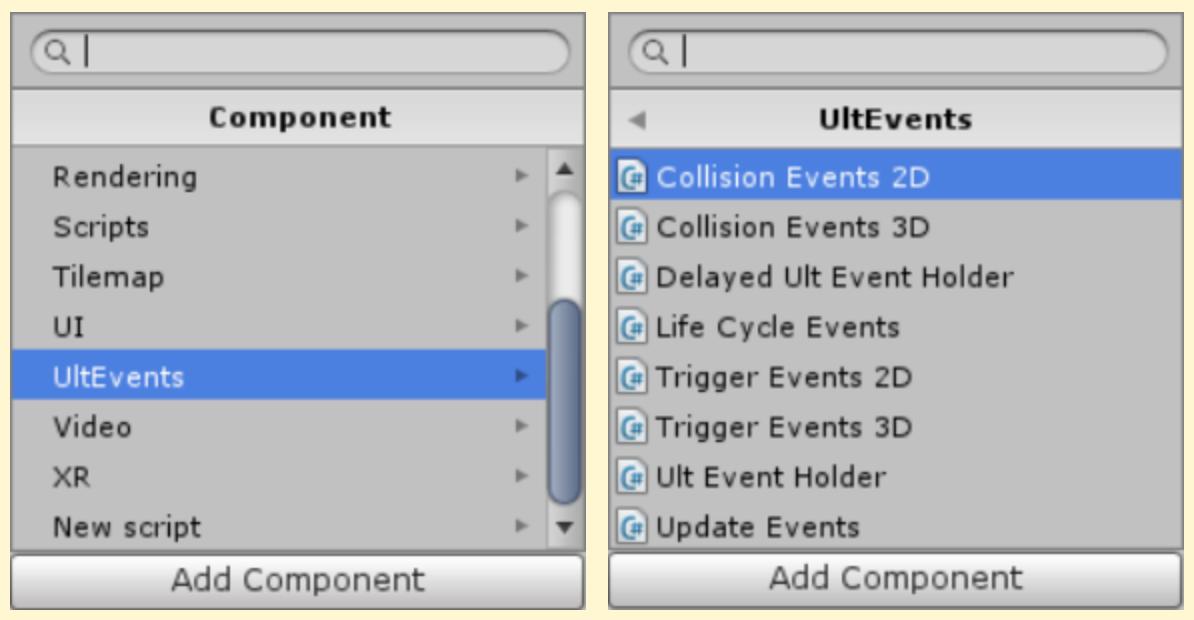 Component
Rendering
Scripts
Tilemap
UI
UltEvents
Video
XR
New script
Add Component
UltEvents
Collision Events 2D
Collision Events 3D
Delayed Ult Event Holder
Life Cycle Events
Trigger Events 2D
Trigger Events 3D
Ult Event Holder
Update Events
Add Component